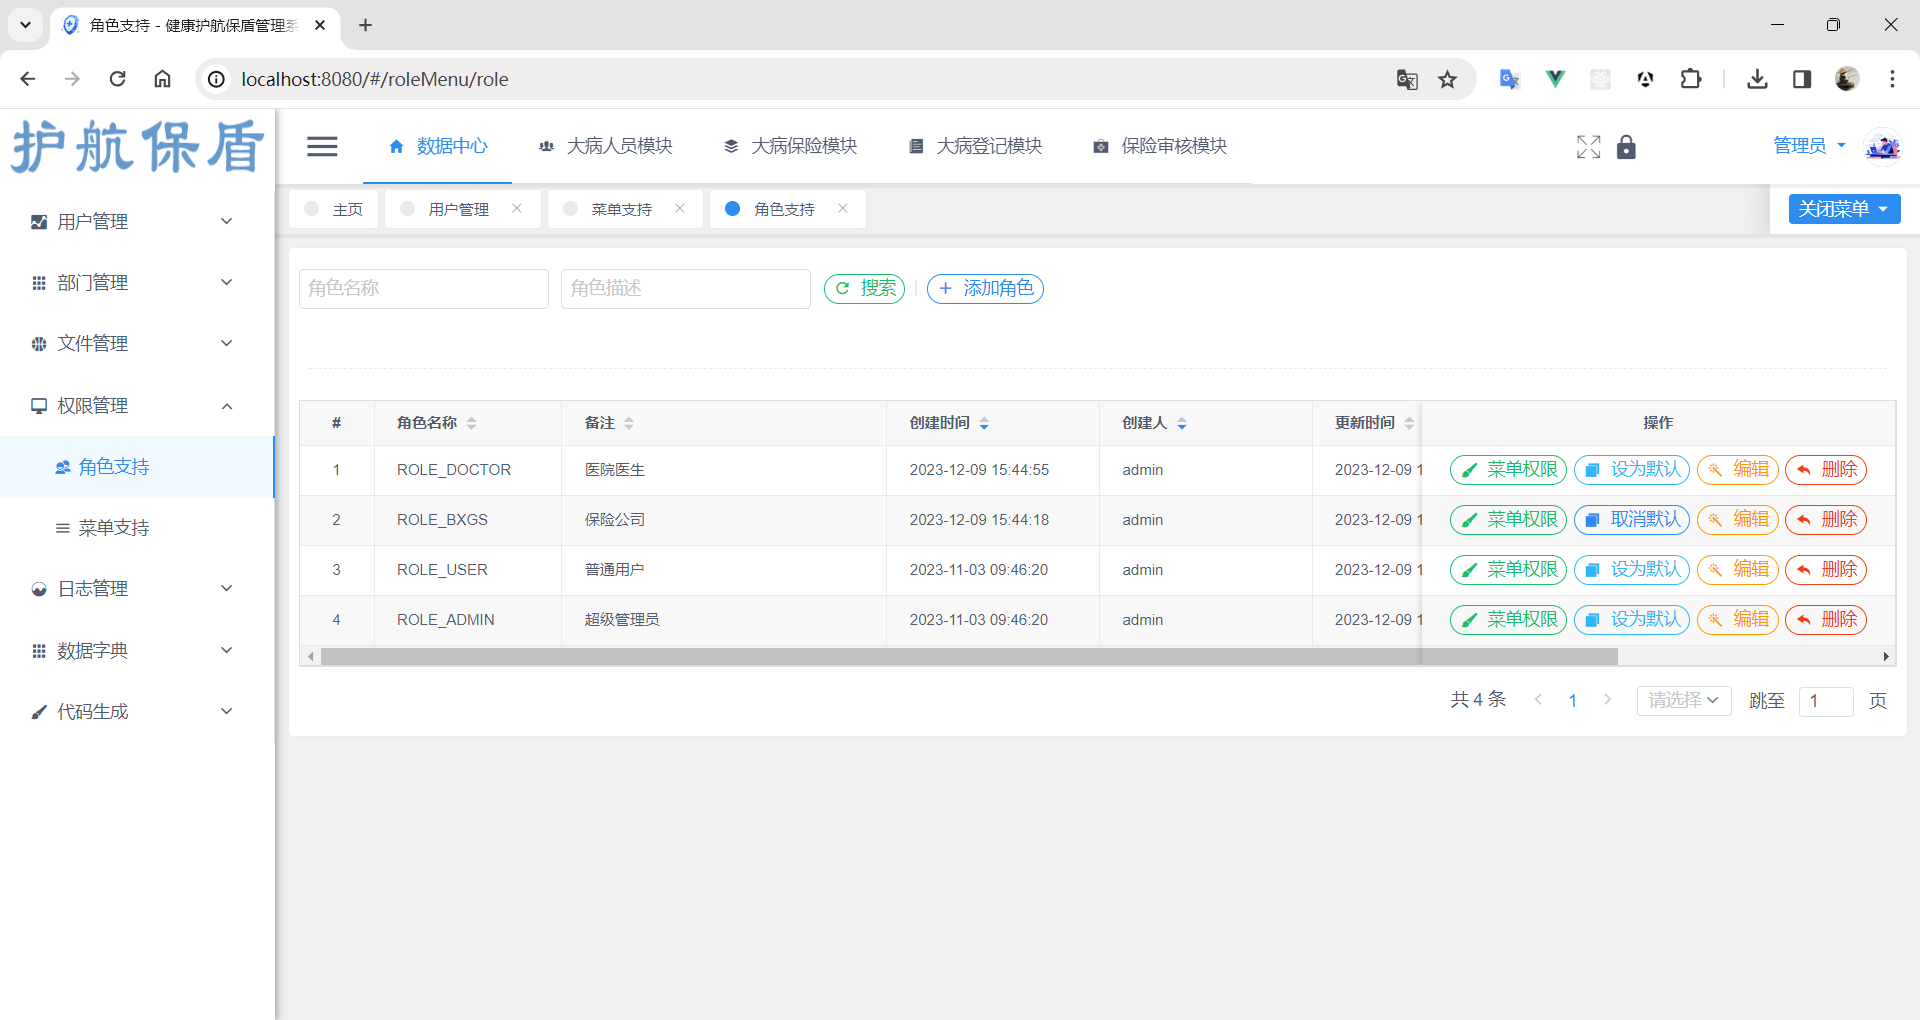 角色支持 - 健康护航保盾管理系
localhost:8080/#/roleMenu/role
护航保盾
数据中心
大病人员模块
大病保险模块
大病登记模块
保险审核模块
管理员
主页
用户管理
菜单支持
角色支持
关闭菜单
用户管理
部门管理
文件管理
权限管理
角色支持
菜单支持
日志管理
数据字典
代码生成
角色名称
角色描述
搜索
添加角色
# 角色名称 备注 创建时间 创建人 更新时间 操作
1 ROLE_DOCTOR 医院医生 2023-12-09 15:44:55 admin 2023-12-09 1 菜单权限 设为默认 编辑 删除
2 ROLE_BXGS 保险公司 2023-12-09 15:44:18 admin 2023-12-09 1 菜单权限 取消默认 编辑 删除
3 ROLE_USER 普通用户 2023-11-03 09:46:20 admin 2023-12-09 1 菜单权限 设为默认 编辑 删除
4 ROLE_ADMIN 超级管理员 2023-11-03 09:46:20 admin 2023-12-09 1 菜单权限 设为默认 编辑 删除
共 4 条 1 请选择 跳至 1 页